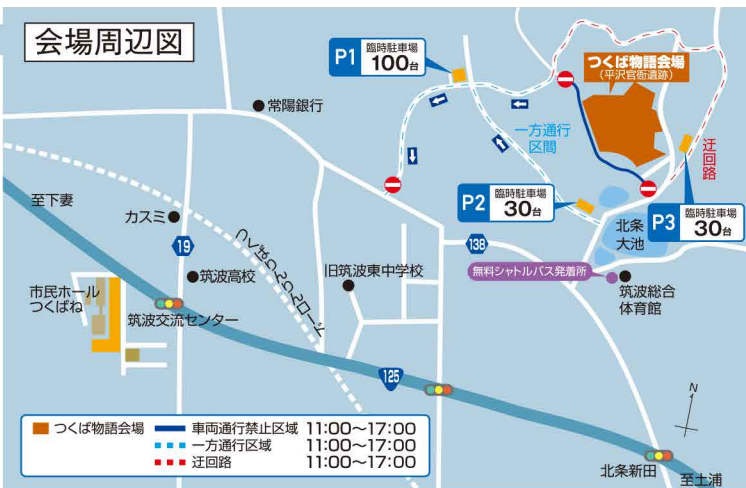 会場周辺図
P1
臨時駐車場
100台
常陽銀行
つくば物語会場
(平沢官衙遺跡)
一方通行
区間
迂回路
至下妻
カスミ
19
つくばりんりんロード
P2
臨時駐車場
30台
北条
大池
P3
臨時駐車場
30台
138
無料シャトルバス発着所
筑波総合
体育館
市民ホール
つくばね
筑波高校
旧筑波東中学校
筑波交流センター
125
N
つくば物語会場
車両通行禁止区域 11:00〜17:00
一方通行区域 11:00〜17:00
迂回路 11:00〜17:00
北条新田
至土浦